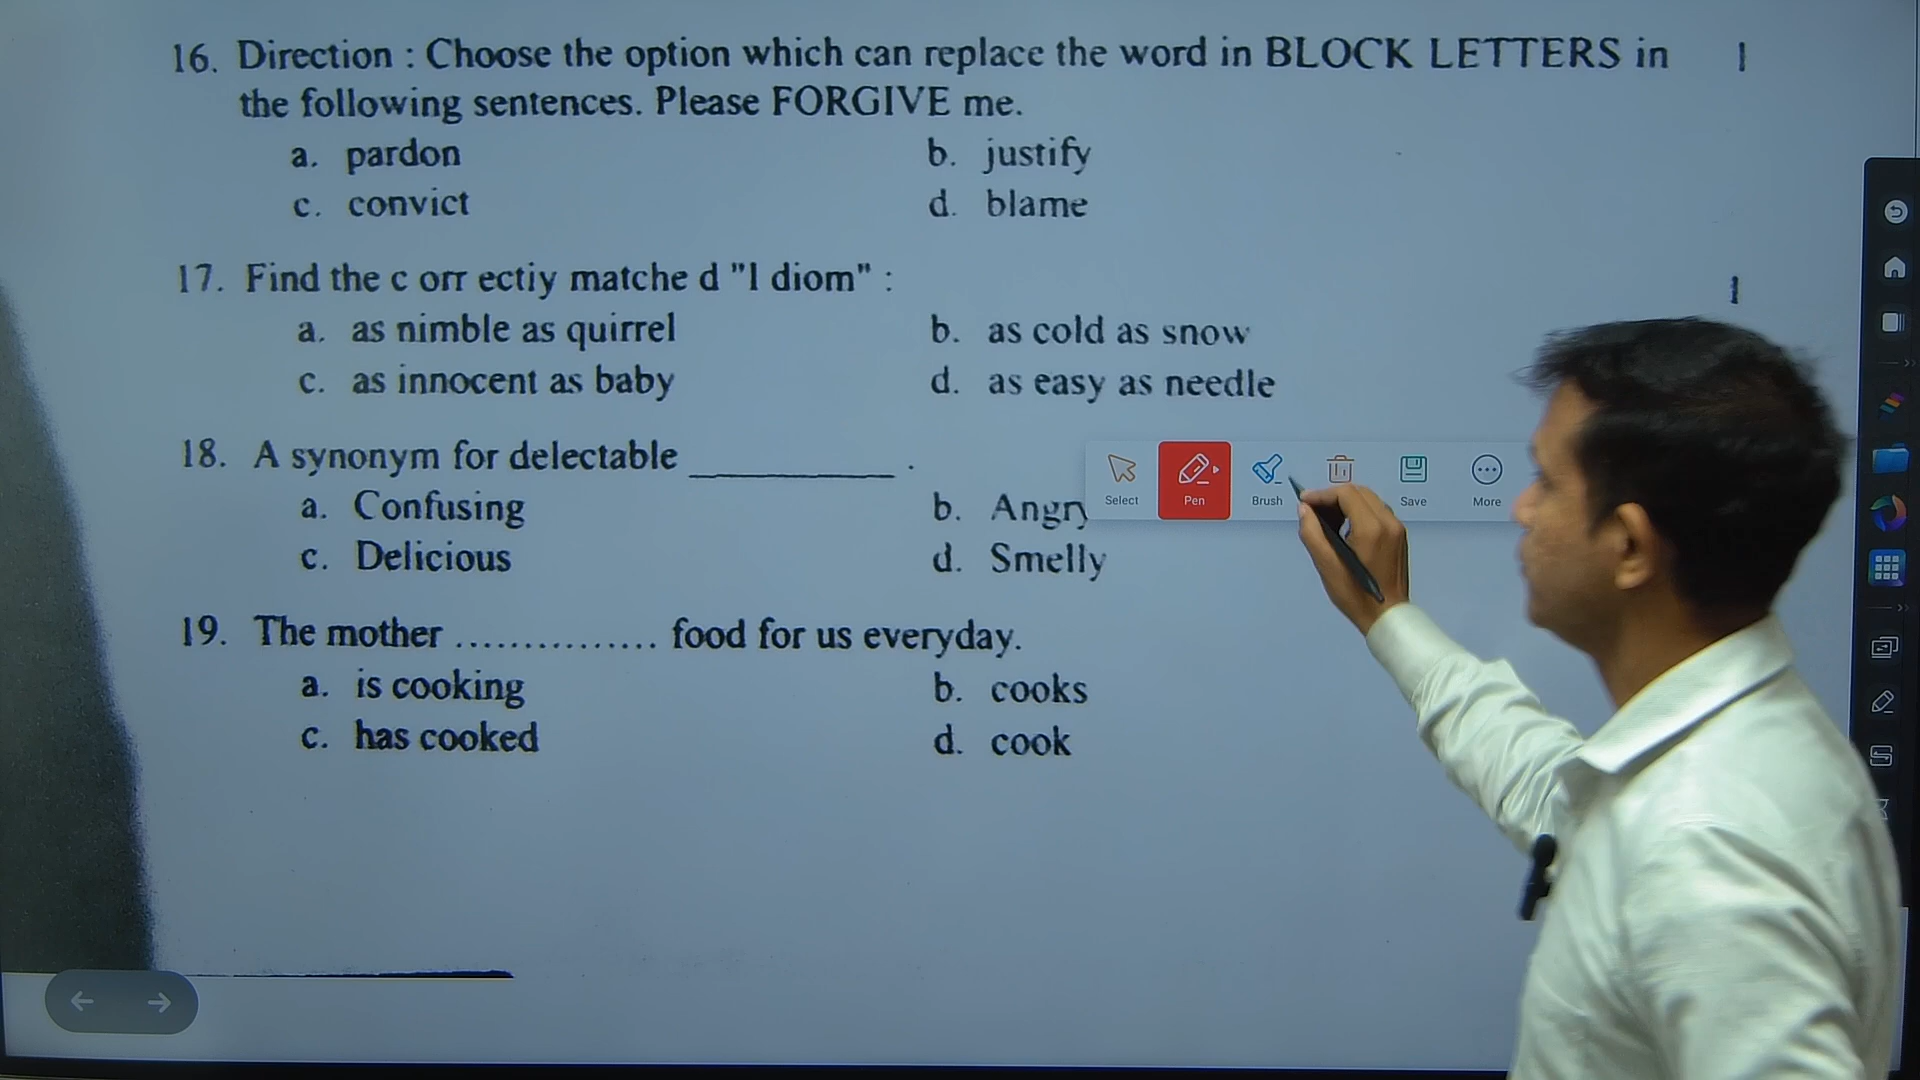 16. Direction : Choose the option which can replace the word in BLOCK LETTERS in 1
the following sentences. Please FORGIVE me.
a. pardon b. justify
c. convict d. blame
17. Find the c orr ectiy matche d "I diom" : 1
a. as nimble as quirrel b. as cold as snow
c. as innocent as baby d. as easy as needle
18. A synonym for delectable __________ .
a. Confusing b. Angry
c. Delicious d. Smelly
Select Pen Brush Save More
19. The mother ............... food for us everyday.
a. is cooking b. cooks
c. has cooked d. cook